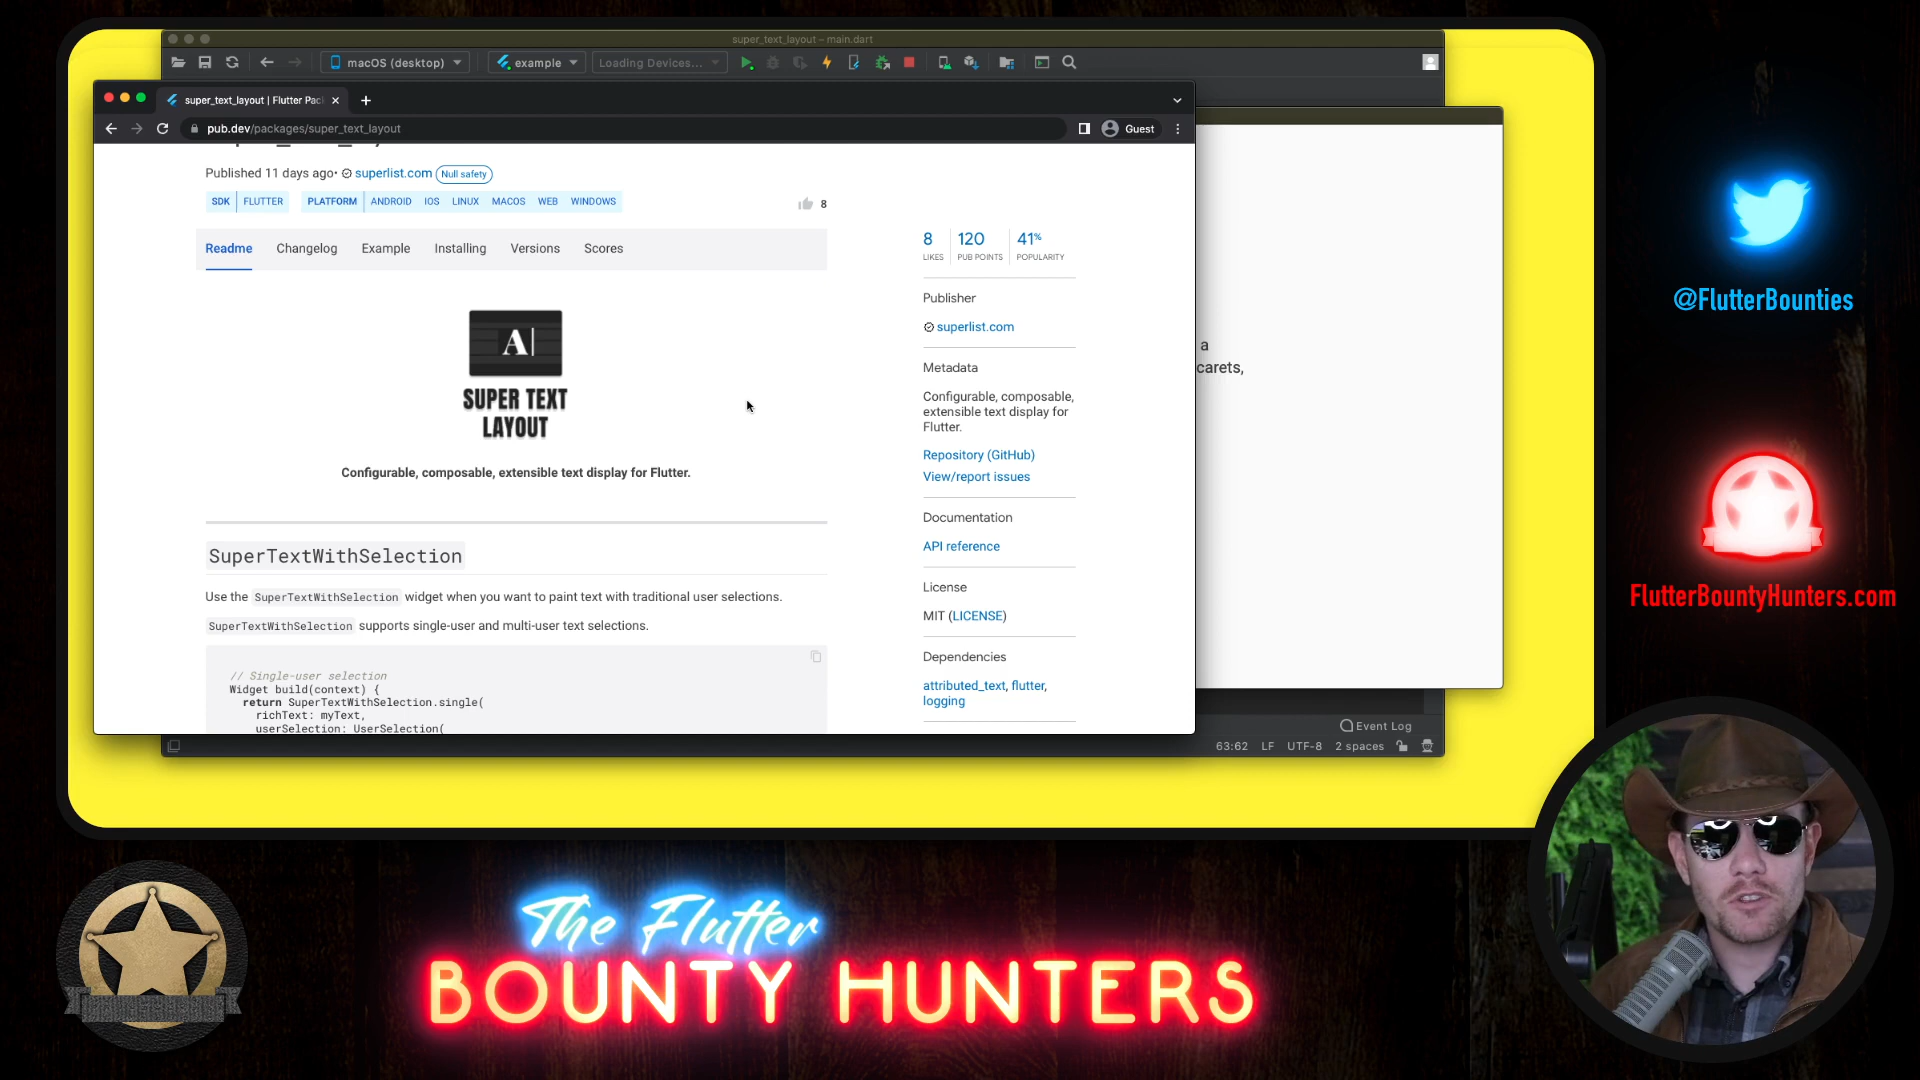 super_text_layout – main.dart
macOS (desktop)
example
Loading Devices...
super_text_layout | Flutter Pac
pub.dev/packages/super_text_layout
Guest
Published 11 days ago• superlist.com Null safety
SDK FLUTTER PLATFORM ANDROID IOS LINUX MACOS WEB WINDOWS
8
Readme Changelog Example Installing Versions Scores
A
SUPER TEXT
LAYOUT
Configurable, composable, extensible text display for Flutter.
SuperTextWithSelection
Use the SuperTextWithSelection widget when you want to paint text with traditional user selections.
SuperTextWithSelection supports single-user and multi-user text selections.
// Single-user selection
Widget build(context) {
return SuperTextWithSelection.single(
richText: myText,
userSelection: UserSelection(
8 120 41%
LIKES PUB POINTS POPULARITY
Publisher
superlist.com
Metadata
Configurable, composable,
extensible text display for
Flutter.
Repository (GitHub)
View/report issues
Documentation
API reference
License
MIT (LICENSE)
Dependencies
attributed_text, flutter,
logging
a
carets,
Event Log
63:62 LF UTF-8 2 spaces
@FlutterBounties
FlutterBountyHunters.com
The Flutter
BOUNTY HUNTERS